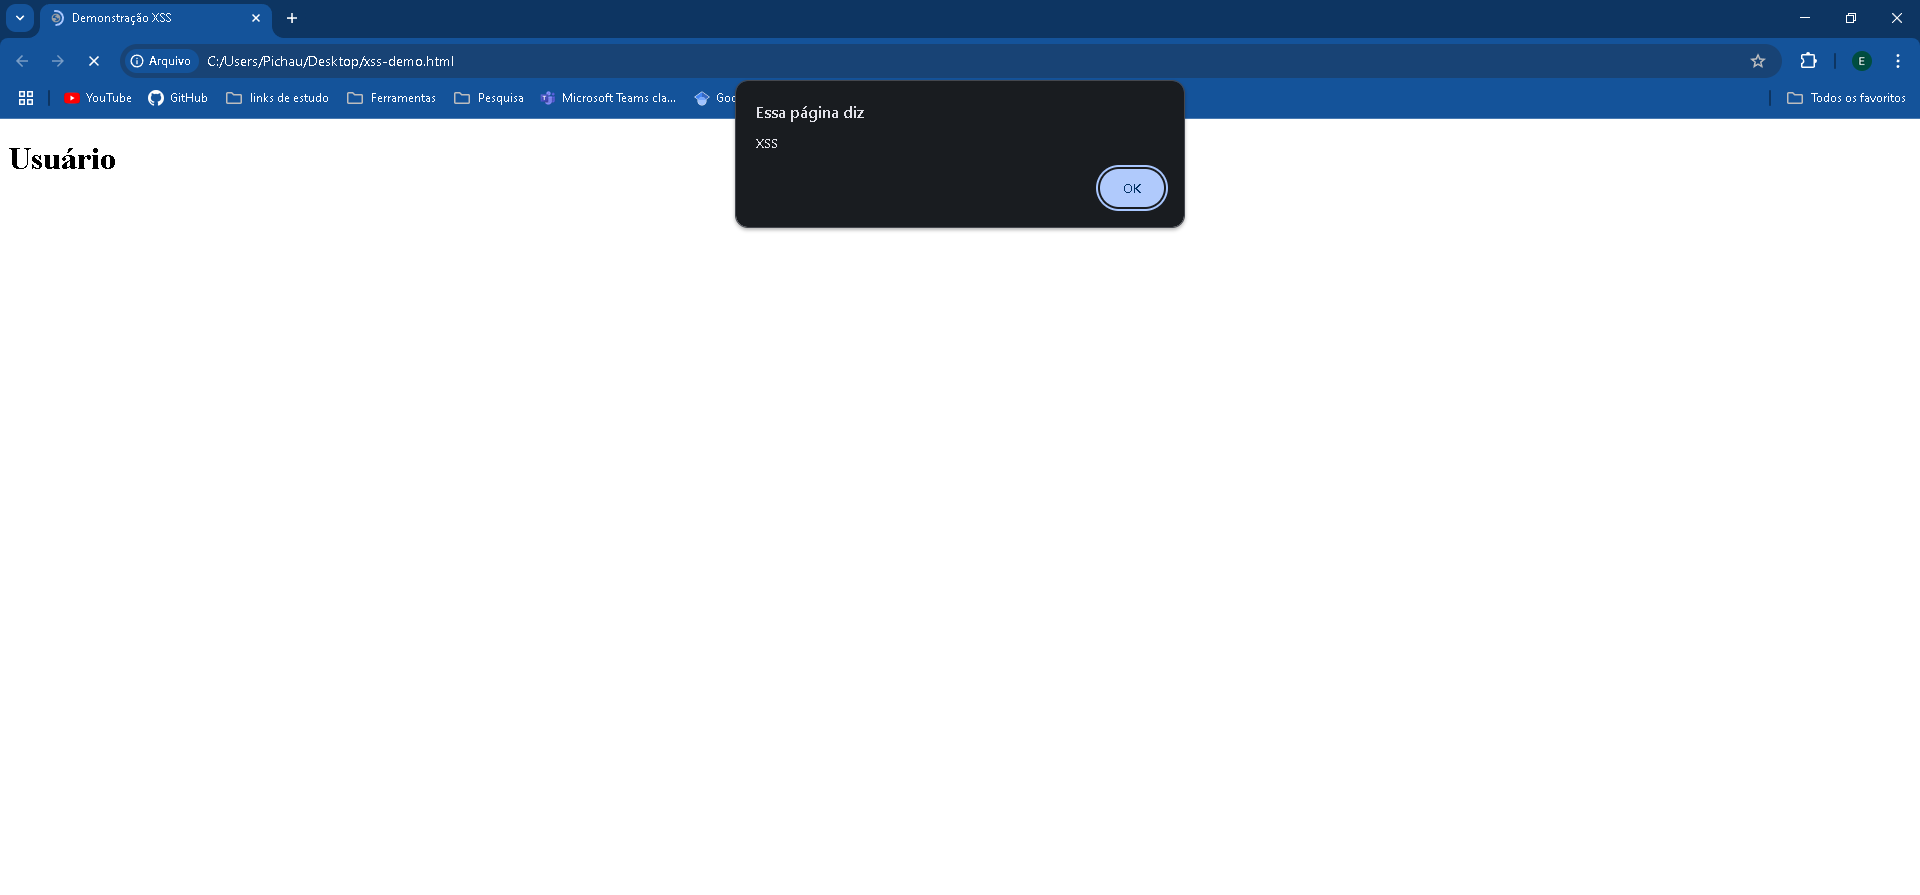 Demonstração XSS
Arquivo C:/Users/Pichau/Desktop/xss-demo.html E
YouTube GitHub links de estudo Ferramentas Pesquisa Microsoft Teams cla... Todos os favoritos
Essa página diz
XSS
OK
Usuário